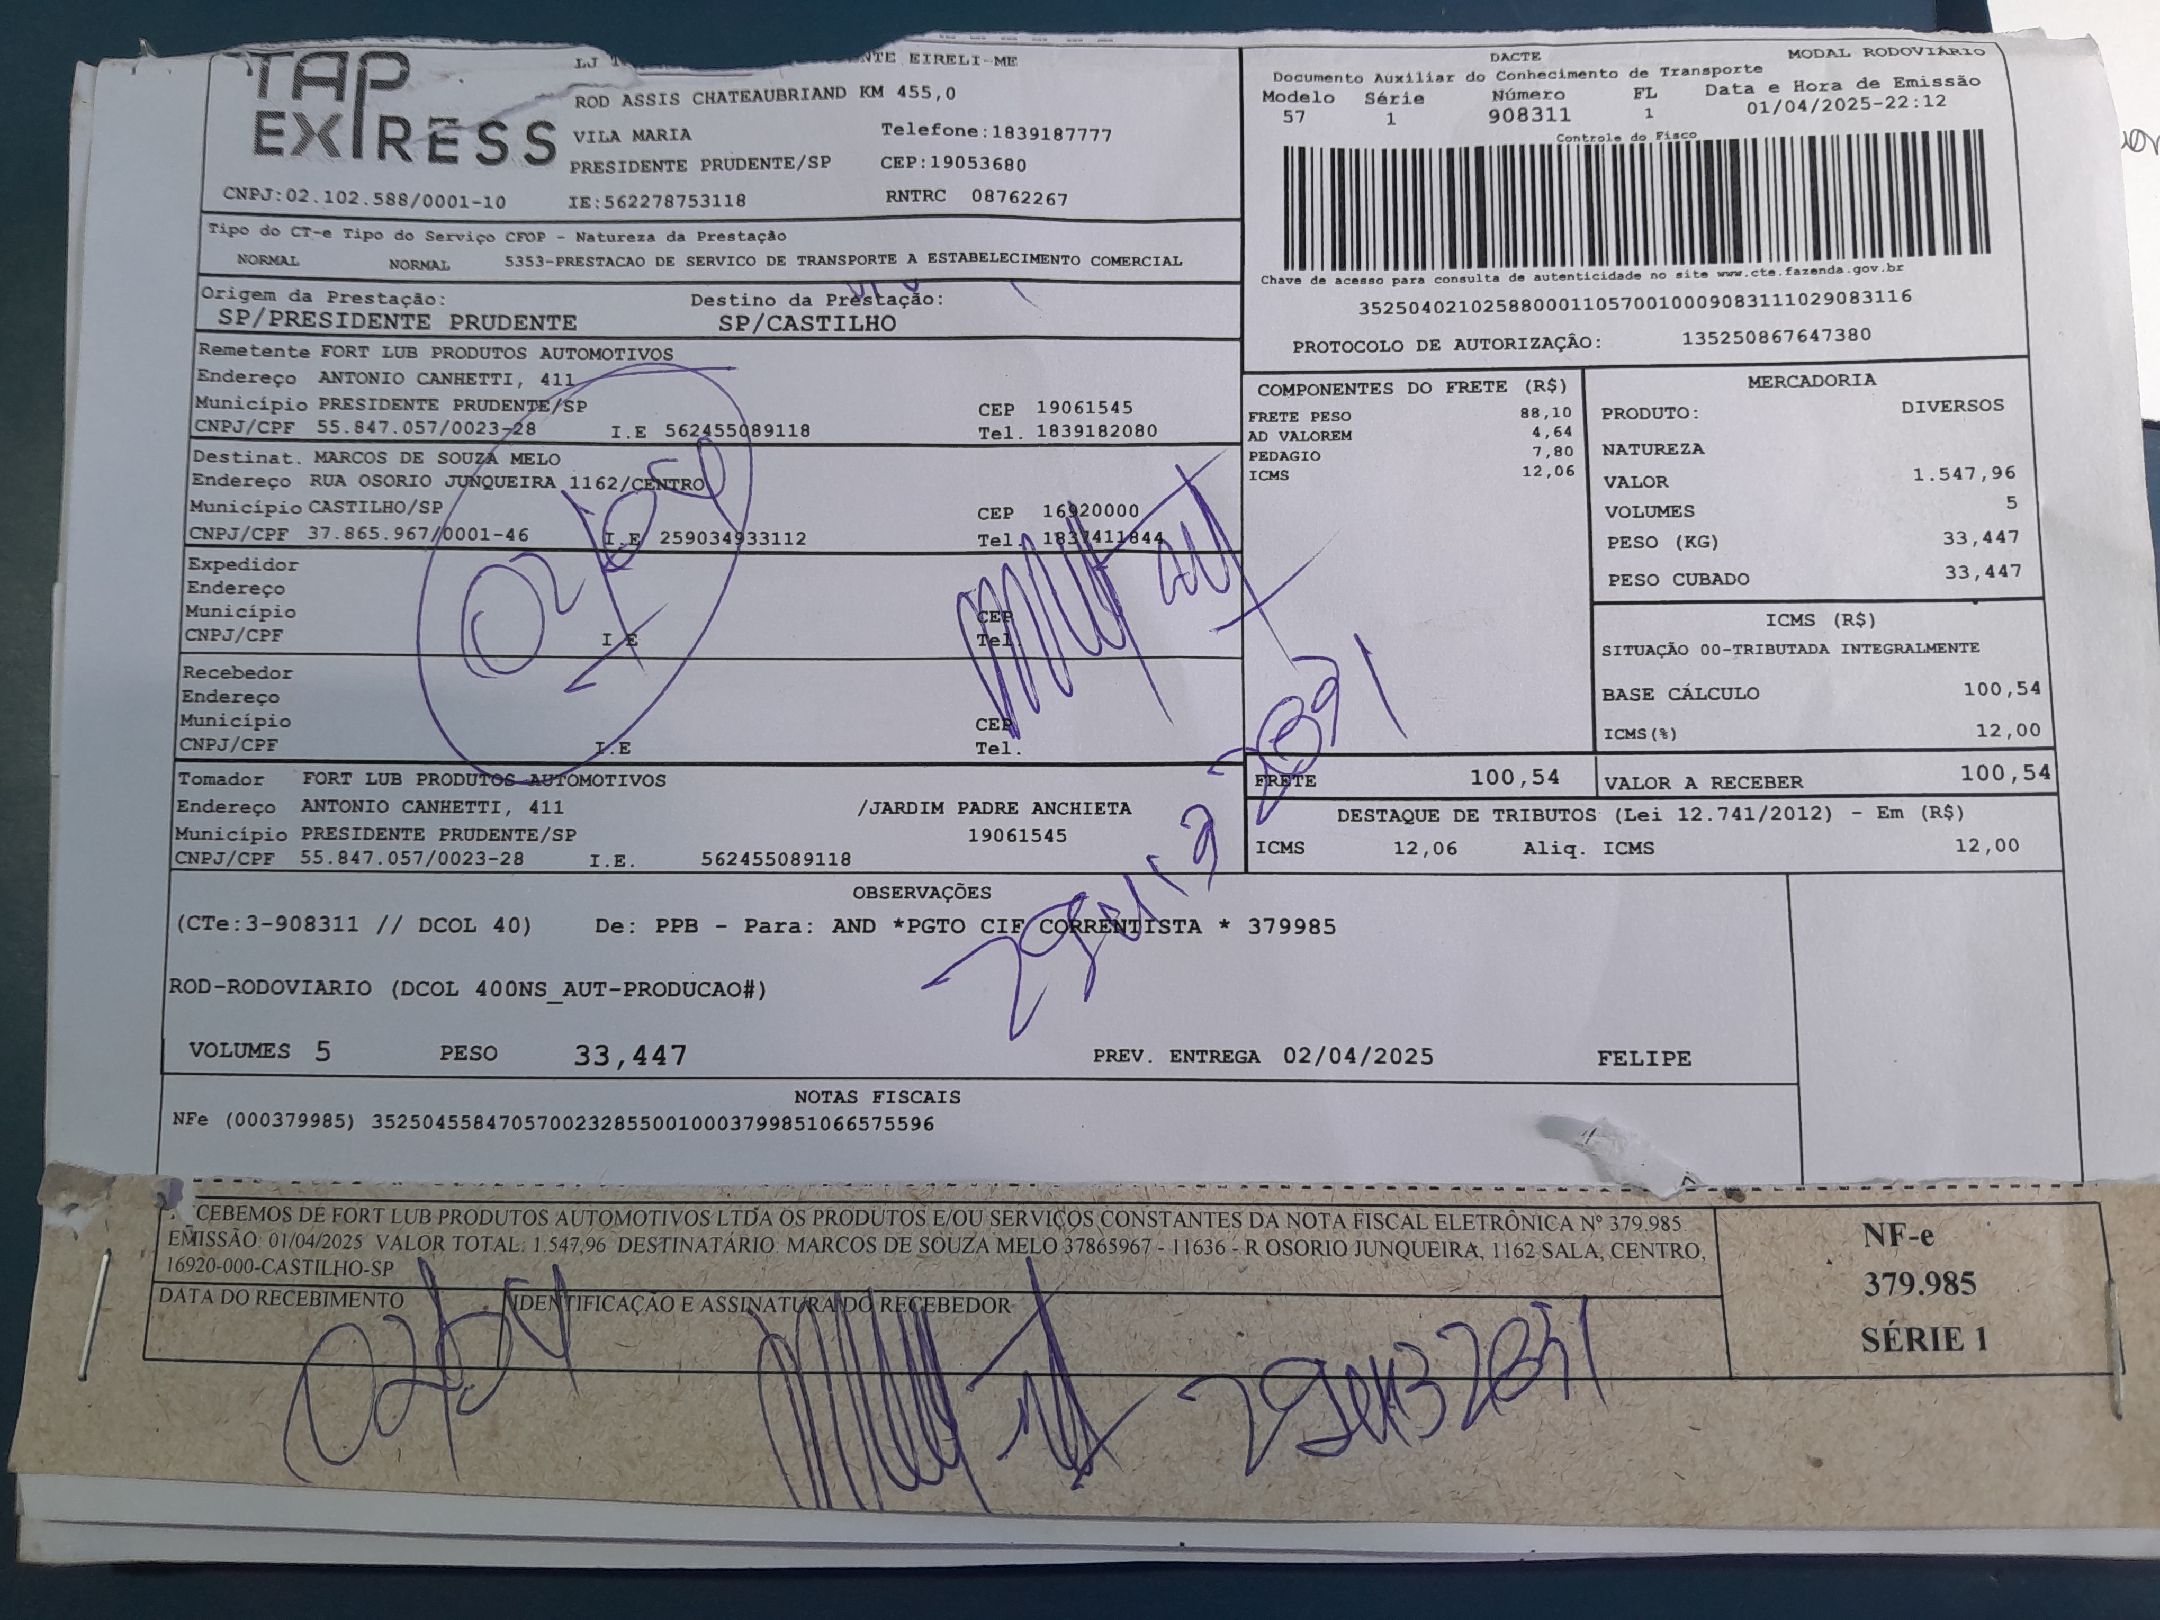 TAP
EXPRESS
LJ
NTE EIRELI-ME
ROD ASSIS CHATEAUBRIAND KM 455,0
VILA MARIA Telefone:1839187777
PRESIDENTE PRUDENTE/SP CEP:19053680
CNPJ:02.102.588/0001-10 IE:562278753118 RNTRC 08762267
DACTE MODAL RODOVIÁRIO
Documento Auxiliar do Conhecimento de Transporte
Modelo Série Número FL Data e Hora de Emissão
57 1 908311 1 01/04/2025-22:12
Controle do Fisco
Chave de acesso para consulta de autenticidade no site www.cte.fazenda.gov.br
35250402102588000110570010009083111029083116
PROTOCOLO DE AUTORIZAÇÃO: 135250867647380
Tipo do CT-e Tipo do Serviço CFOP - Natureza da Prestação
NORMAL NORMAL 5353-PRESTACAO DE SERVICO DE TRANSPORTE A ESTABELECIMENTO COMERCIAL
Origem da Prestação: Destino da Prestação:
SP/PRESIDENTE PRUDENTE SP/CASTILHO
Remetente FORT LUB PRODUTOS AUTOMOTIVOS
Endereço ANTONIO CANHETTI, 411
Município PRESIDENTE PRUDENTE/SP CEP 19061545
CNPJ/CPF 55.847.057/0023-28 I.E 562455089118 Tel. 1839182080
Destinat. MARCOS DE SOUZA MELO
Endereço RUA OSORIO JUNQUEIRA 1162/CENTRO
Município CASTILHO/SP CEP 16920000
CNPJ/CPF 37.865.967/0001-46 I.E 259034933112 Tel. 1837411844
Expedidor
Endereço
Município CEP
CNPJ/CPF I.E Tel.
Recebedor
Endereço
Município CEP
CNPJ/CPF I.E Tel.
Tomador FORT LUB PRODUTOS AUTOMOTIVOS
Endereço ANTONIO CANHETTI, 411 /JARDIM PADRE ANCHIETA
Município PRESIDENTE PRUDENTE/SP 19061545
CNPJ/CPF 55.847.057/0023-28 I.E. 562455089118
COMPONENTES DO FRETE (R$)
FRETE PESO 88,10
AD VALOREM 4,64
PEDAGIO 7,80
ICMS 12,06
MERCADORIA
PRODUTO: DIVERSOS
NATUREZA
VALOR 1.547,96
VOLUMES 5
PESO (KG) 33,447
PESO CUBADO 33,447
ICMS (R$)
SITUAÇÃO 00-TRIBUTADA INTEGRALMENTE
BASE CÁLCULO 100,54
ICMS(%) 12,00
FRETE 100,54 VALOR A RECEBER 100,54
DESTAQUE DE TRIBUTOS (Lei 12.741/2012) - Em (R$)
ICMS 12,06 Aliq. ICMS 12,00
OBSERVAÇÕES
(CTe:3-908311 // DCOL 40) De: PPB - Para: AND *PGTO CIF CORRENTISTA * 379985
ROD-RODOVIARIO (DCOL 400NS_AUT-PRODUCAO#)
VOLUMES 5 PESO 33,447 PREV. ENTREGA 02/04/2025 FELIPE
NOTAS FISCAIS
NFe (000379985) 35250455847057002328550010003799851066575596
CEBEMOS DE FORT LUB PRODUTOS AUTOMOTIVOS LTDA OS PRODUTOS E/OU SERVIÇOS CONSTANTES DA NOTA FISCAL ELETRÔNICA Nº 379.985
EMISSÃO: 01/04/2025 VALOR TOTAL: 1.547,96 DESTINATÁRIO: MARCOS DE SOUZA MELO 37865967 - 11636 - R OSORIO JUNQUEIRA, 1162 SALA, CENTRO,
16920-000-CASTILHO-SP
DATA DO RECEBIMENTO IDENTIFICAÇÃO E ASSINATURA DO RECEBEDOR
NF-e
379.985
SÉRIE 1